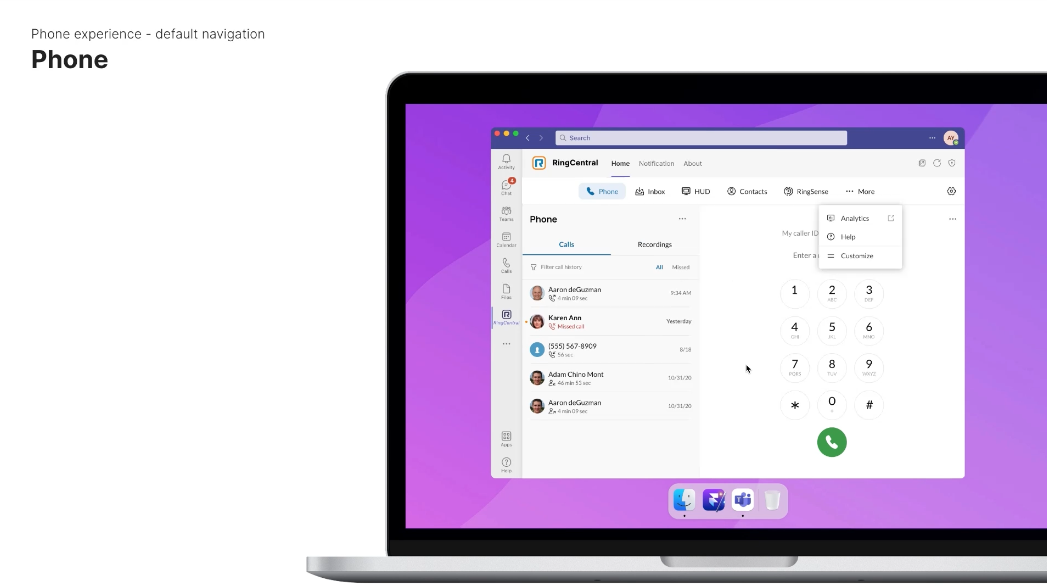 Phone experience - default navigation
Phone
Search
AY
Activity
RingCentral
Home
Notification
About
4
Chat
Phone
Inbox
HUD
Contacts
RingSense
More
Teams
Calendar
Calls
Files
RingCentral
Apps
Help
Phone
Calls
Recordings
Filter call history
All
Missed
Aaron deGuzman
4 min 09 sec
9:34 AM
Karen Ann
Missed call
Yesterday
(555) 567-8909
56 sec
8/18
Adam Chino Mont
46 min 53 sec
10/31/20
Aaron deGuzman
4 min 09 sec
10/31/20
Analytics
Help
Customize
My caller ID
Enter a
1
2
ABC
3
DEF
4
GHI
5
JKL
6
MNO
7
PQRS
8
TUV
9
WXYZ
*
0
+
#